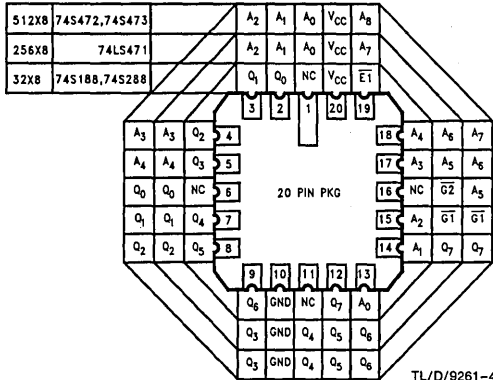 512X8 74S472,74S473 A2 A1 A0 VCC A8
256X8 74LS471 A2 A1 A0 VCC A7
32X8 74S188,74S288 Q1 Q0 NC VCC E1
3 2 1 20 19
A3 A3 Q2 4 18 A4 A6 A7
A4 A4 Q3 5 17 A3 A5 A6
Q0 Q0 NC 6 20 PIN PKG 16 NC G2 A5
Q1 Q1 Q4 7 15 A2 G1 G1
Q2 Q2 Q5 8 14 A1 Q7 Q7
9 10 11 12 13
Q6 GND NC Q7 A0
Q3 GND Q4 Q5 Q6
Q3 GND Q4 Q5 Q6
TL/D/9261-4